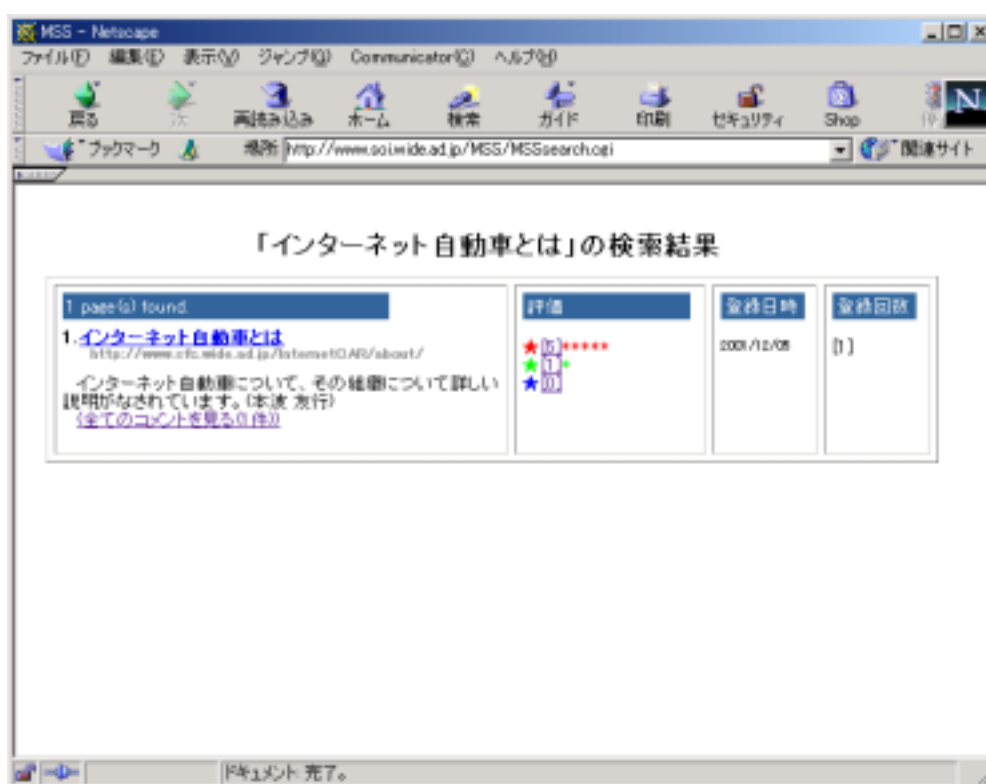 MSS - Netscape
ファイル(F) 編集(E) 表示(V) ジャンプ(G) Communicator(C) ヘルプ(H)
戻る 次 再読み込み ホーム 検索 ガイド 印刷 セキュリティ Shop 停
ブックマーク 場所 http://www.soi.wide.ad.jp/MSS/MSSsearch.cgi 関連サイト
「インターネット自動車とは」の検索結果
1 page(s) found. 評価 登録日時 登録回数
1.インターネット自動車とは
http://www.sfc.wide.ad.jp/InternetCAR/about/
★[5]***** 2001/12/05 [1]
★[1]*
★[0]
インターネット自動車について、その組織について詳しい
説明がなされています。(本波 友行)
(全てのコメントを見る(1件))
ドキュメント: 完了。